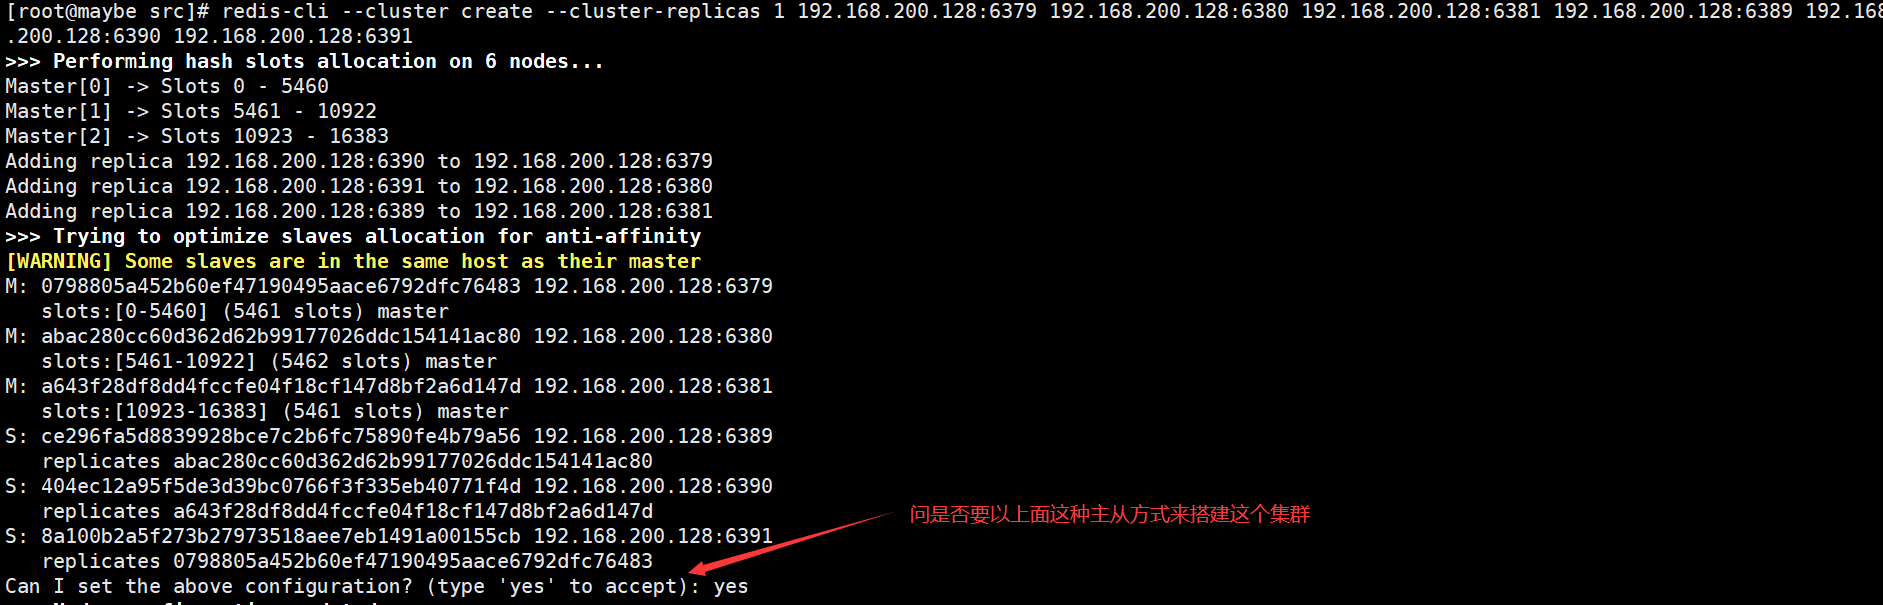 [root@maybe src]# redis-cli --cluster create --cluster-replicas 1 192.168.200.128:6379 192.168.200.128:6380 192.168.200.128:6381 192.168.200.128:6389 192.168
.200.128:6390 192.168.200.128:6391
>>> Performing hash slots allocation on 6 nodes...
Master[0] -> Slots 0 - 5460
Master[1] -> Slots 5461 - 10922
Master[2] -> Slots 10923 - 16383
Adding replica 192.168.200.128:6390 to 192.168.200.128:6379
Adding replica 192.168.200.128:6391 to 192.168.200.128:6380
Adding replica 192.168.200.128:6389 to 192.168.200.128:6381
>>> Trying to optimize slaves allocation for anti-affinity
[WARNING] Some slaves are in the same host as their master
M: 0798805a452b60ef47190495aace6792dfc76483 192.168.200.128:6379
slots:[0-5460] (5461 slots) master
M: abac280cc60d362d62b99177026ddc154141ac80 192.168.200.128:6380
slots:[5461-10922] (5462 slots) master
M: a643f28df8dd4fccfe04f18cf147d8bf2a6d147d 192.168.200.128:6381
slots:[10923-16383] (5461 slots) master
S: ce296fa5d8839928bce7c2b6fc75890fe4b79a56 192.168.200.128:6389
replicates abac280cc60d362d62b99177026ddc154141ac80
S: 404ec12a95f5de3d39bc0766f3f335eb40771f4d 192.168.200.128:6390
replicates a643f28df8dd4fccfe04f18cf147d8bf2a6d147d
问是否要以上面这种主从方式来搭建这个集群
S: 8a100b2a5f273b27973518aee7eb1491a00155cb 192.168.200.128:6391
replicates 0798805a452b60ef47190495aace6792dfc76483
Can I set the above configuration? (type 'yes' to accept): yes